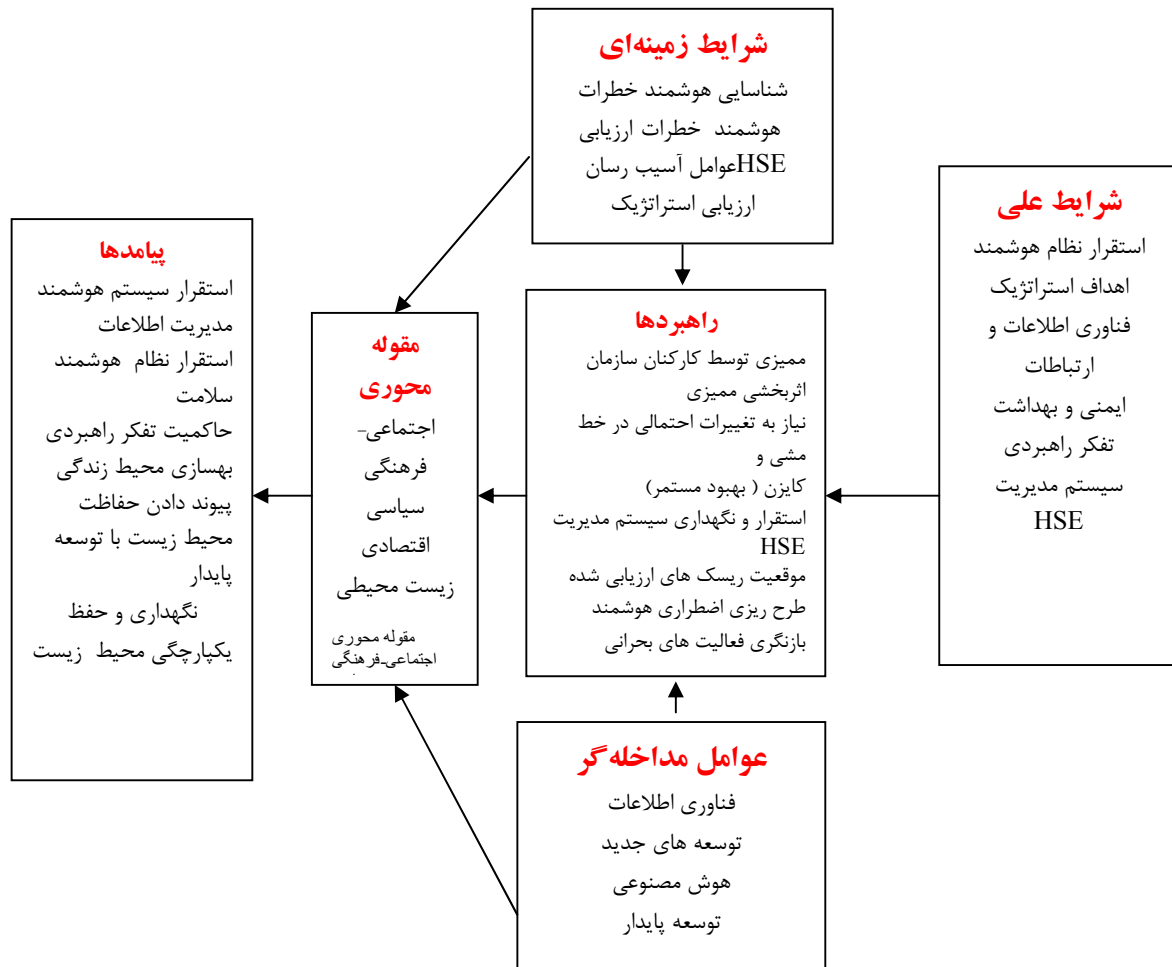 شرایط زمینه‌ای
شناسایی هوشمند خطرات
هوشمند خطرات ارزیابی
HSEعوامل آسیب رسان
ارزیابی استراتژیک
شرایط علی
استقرار نظام هوشمند
اهداف استراتژیک
فناوری اطلاعات و
ارتباطات
ایمنی و بهداشت
تفکر راهبردی
سیستم مدیریت
HSE
راهبردها
ممیزی توسط کارکنان سازمان
اثربخشی ممیزی
نیاز به تغییرات احتمالی در خط
مشی و
کایزن ( بهبود مستمر)
استقرار و نگهداری سیستم مدیریت
HSE
موقعیت ریسک های ارزیابی شده
طرح ریزی اضطراری هوشمند
بازنگری فعالیت های بحرانی
مقوله
محوری
اجتماعی-
فرهنگی
سیاسی
اقتصادی
زیست محیطی
مقوله محوری
اجتماعی-فرهنگی
پیامدها
استقرار سیستم هوشمند
مدیریت اطلاعات
استقرار نظام هوشمند
سلامت
حاکمیت تفکر راهبردی
بهسازی محیط زندگی
پیوند دادن حفاظت
محیط زیست با توسعه
پایدار
نگهداری و حفظ
یکپارچگی محیط زیست
عوامل مداخله‌گر
فناوری اطلاعات
توسعه های جدید
هوش مصنوعی
توسعه پایدار